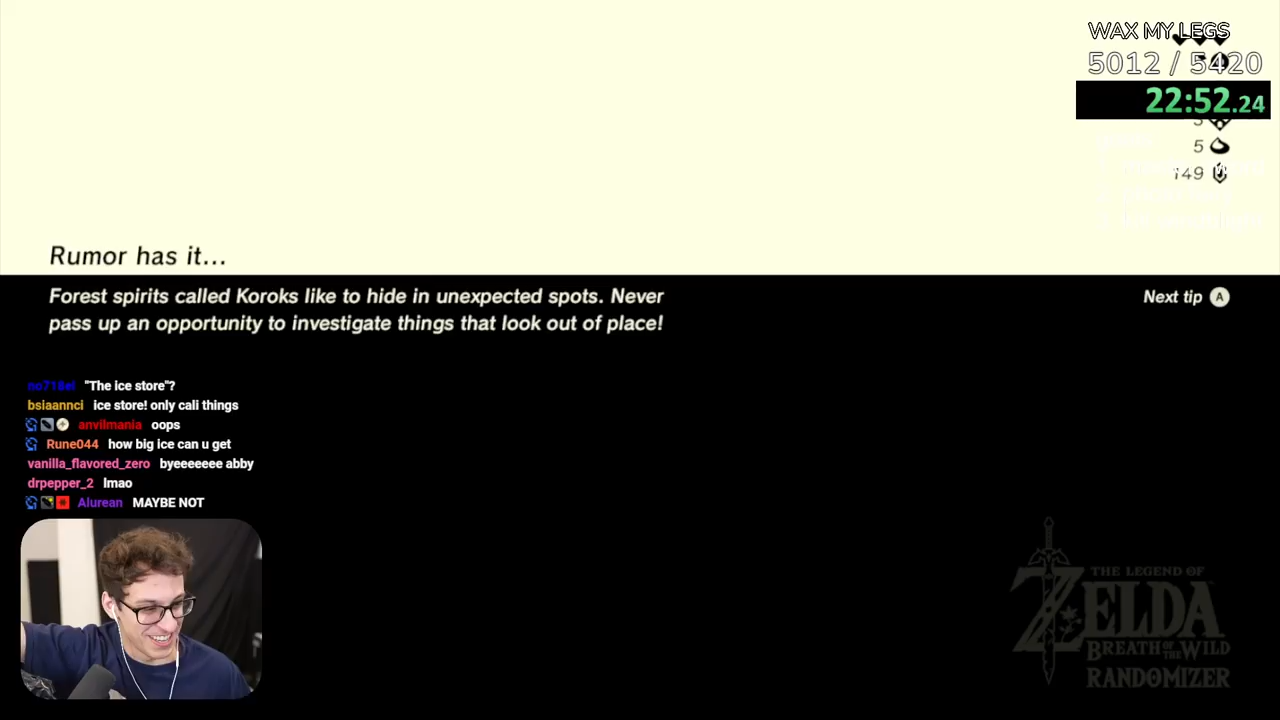 WAX MY LEGS
5012 / 5420
22:52.24
5
149
Rumor has it...
Forest spirits called Koroks like to hide in unexpected spots. Never
pass up an opportunity to investigate things that look out of place!
Next tip A
no718el "The ice store"?
bsiaannci ice store! only cali things
anvilmania oops
Rune044 how big ice can u get
vanilla_flavored_zero byeeeeeee abby
drpepper_2 lmao
Alurean MAYBE NOT
THE LEGEND OF
ZELDA
BREATH OF THE WILD
RANDOMIZER